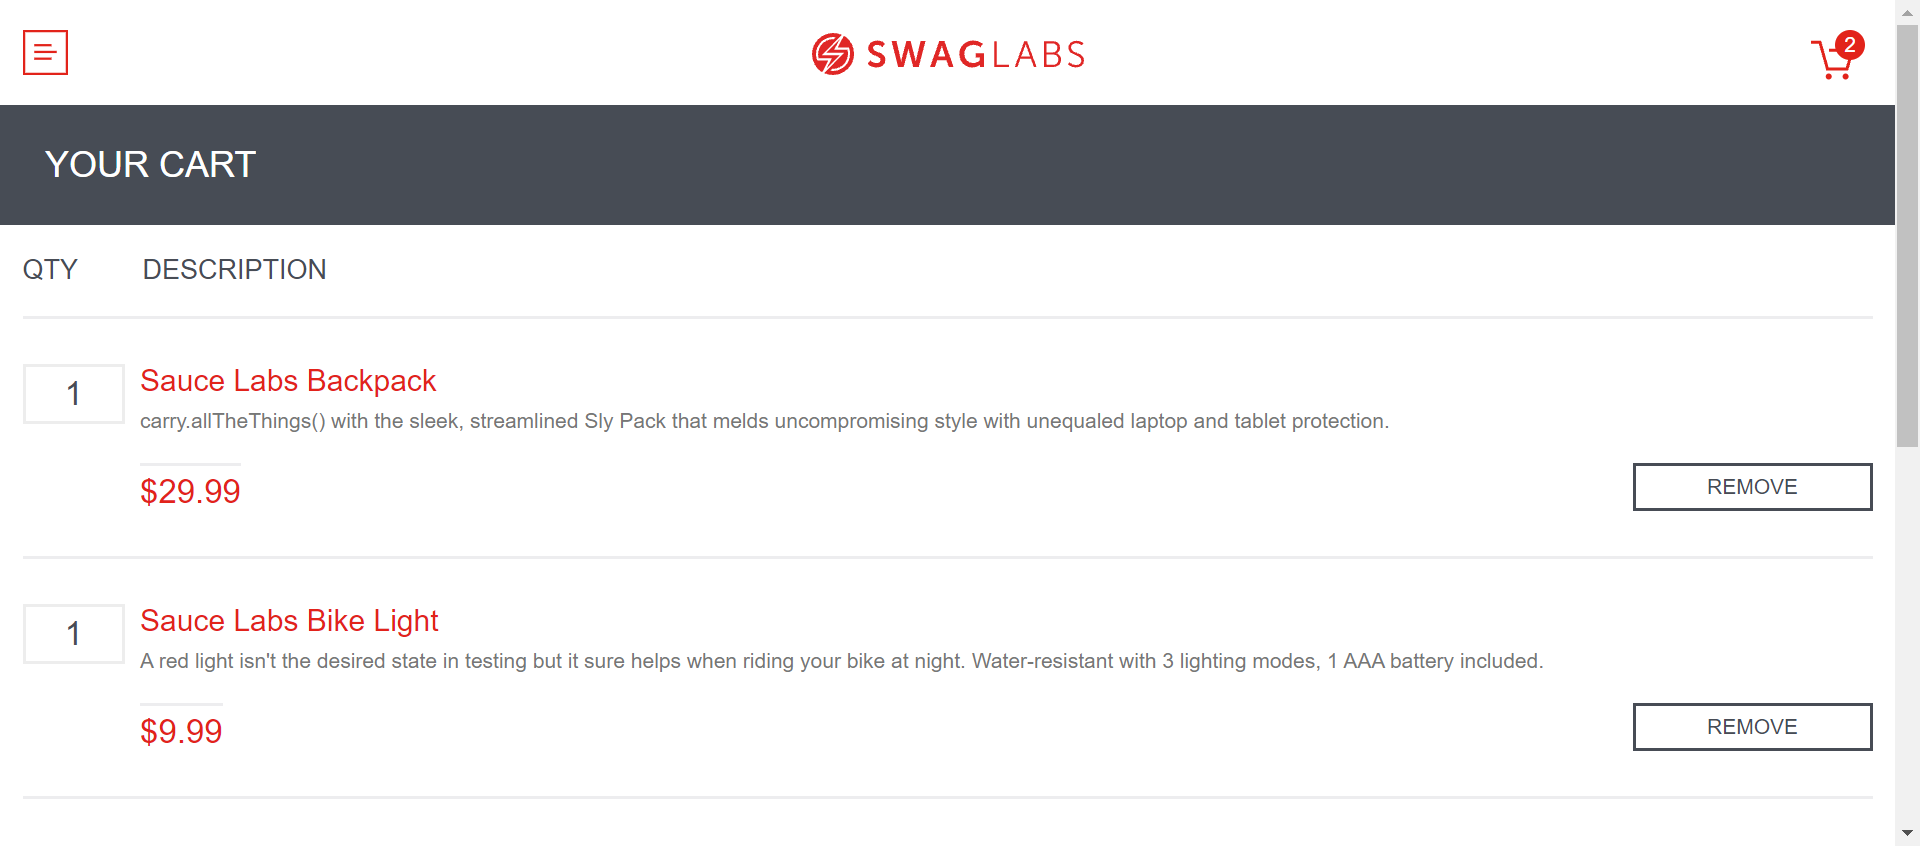 SWAGLABS
2
YOUR CART
QTY DESCRIPTION
1
Sauce Labs Backpack
carry.allTheThings() with the sleek, streamlined Sly Pack that melds uncompromising style with unequaled laptop and tablet protection.
$29.99
REMOVE
1
Sauce Labs Bike Light
A red light isn't the desired state in testing but it sure helps when riding your bike at night. Water-resistant with 3 lighting modes, 1 AAA battery included.
$9.99
REMOVE